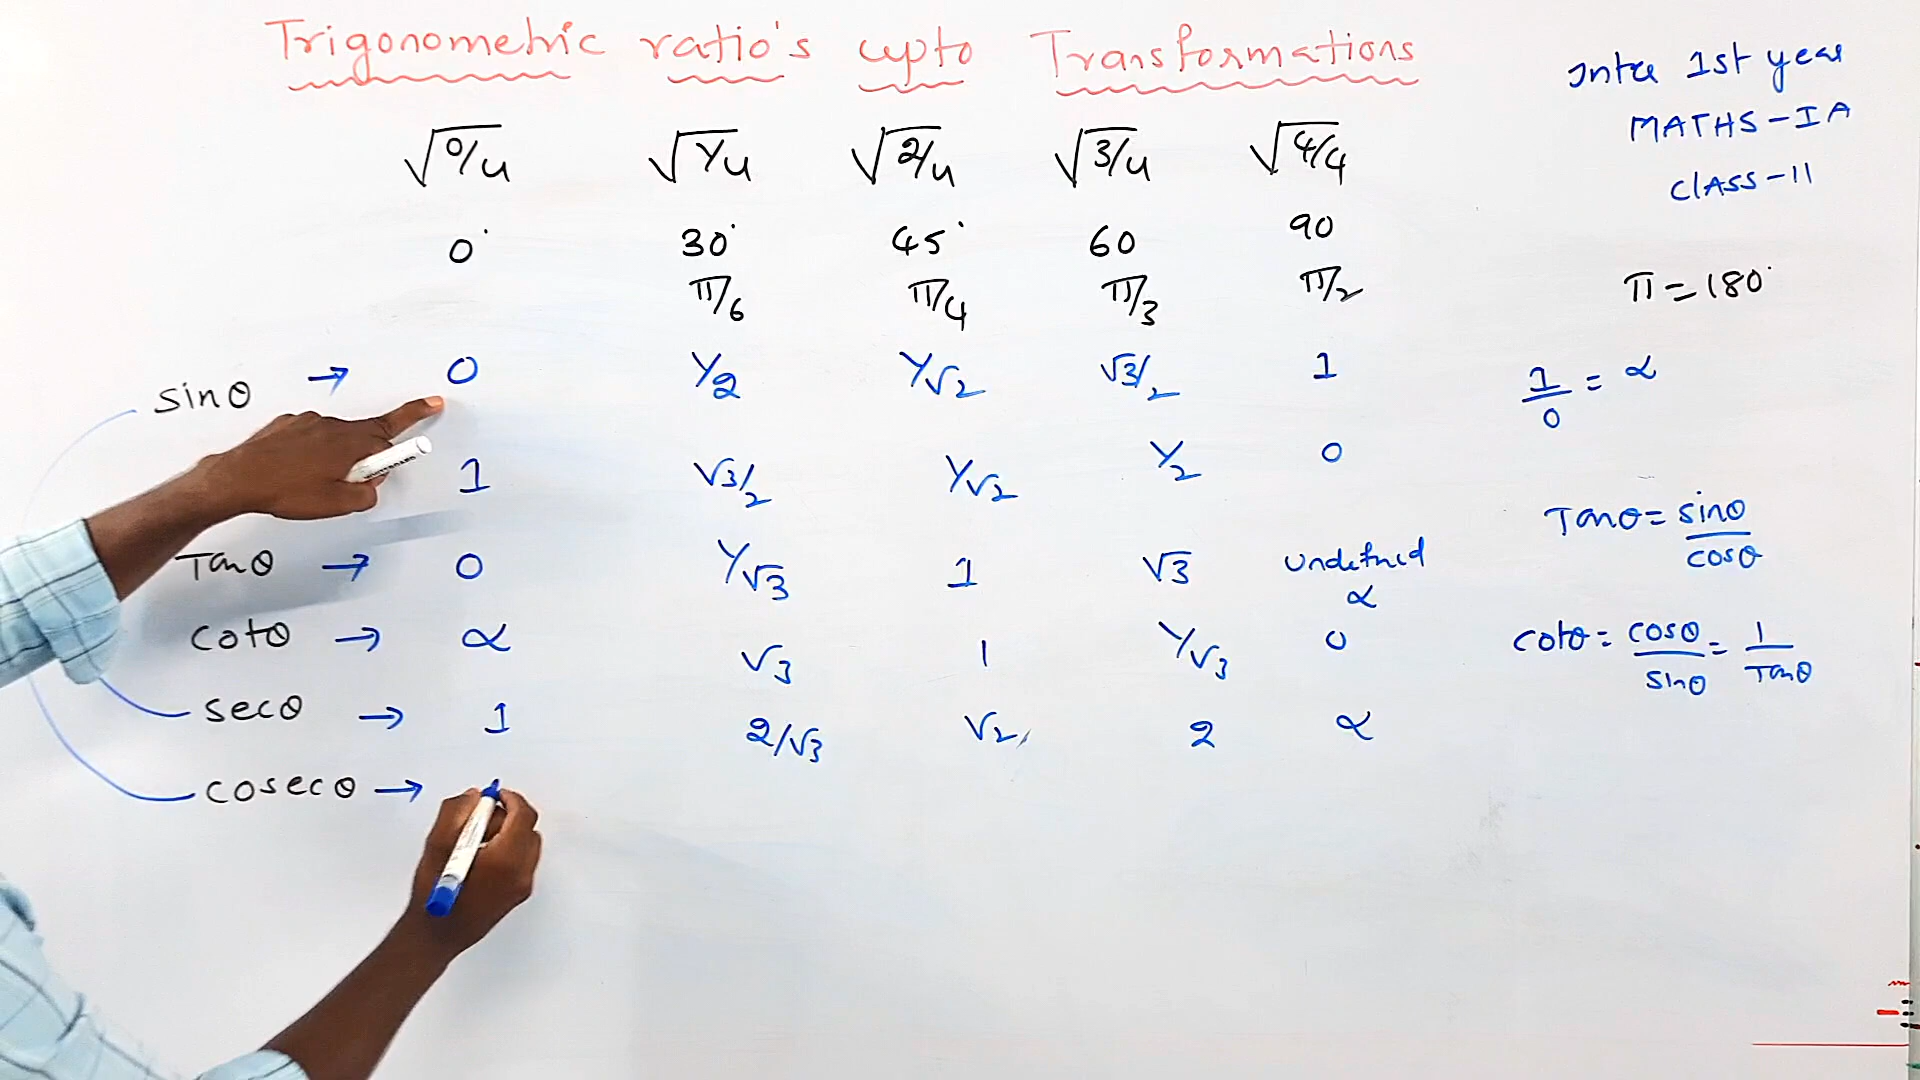 Trigonometric ratio's upto Transformations
Inter 1st year
MATHS-IA
CLASS-11
√0/4 √1/4 √2/4 √3/4 √4/4
0° 30° 45° 60 90
π/6 π/4 π/3 π/2
π=180°
sinθ → 0 1/2 1/√2 √3/2 1
1/0 = α
1 √3/2 1/√2 1/2 0
Tanθ = sinθ/cosθ
Tanθ → 0 1/√3 1 √3 undefined
α
cotθ → α √3 1 1/√3 0
cotθ = cosθ/sinθ = 1/Tanθ
secθ → 1 2/√3 √2 2 α
cosecθ →